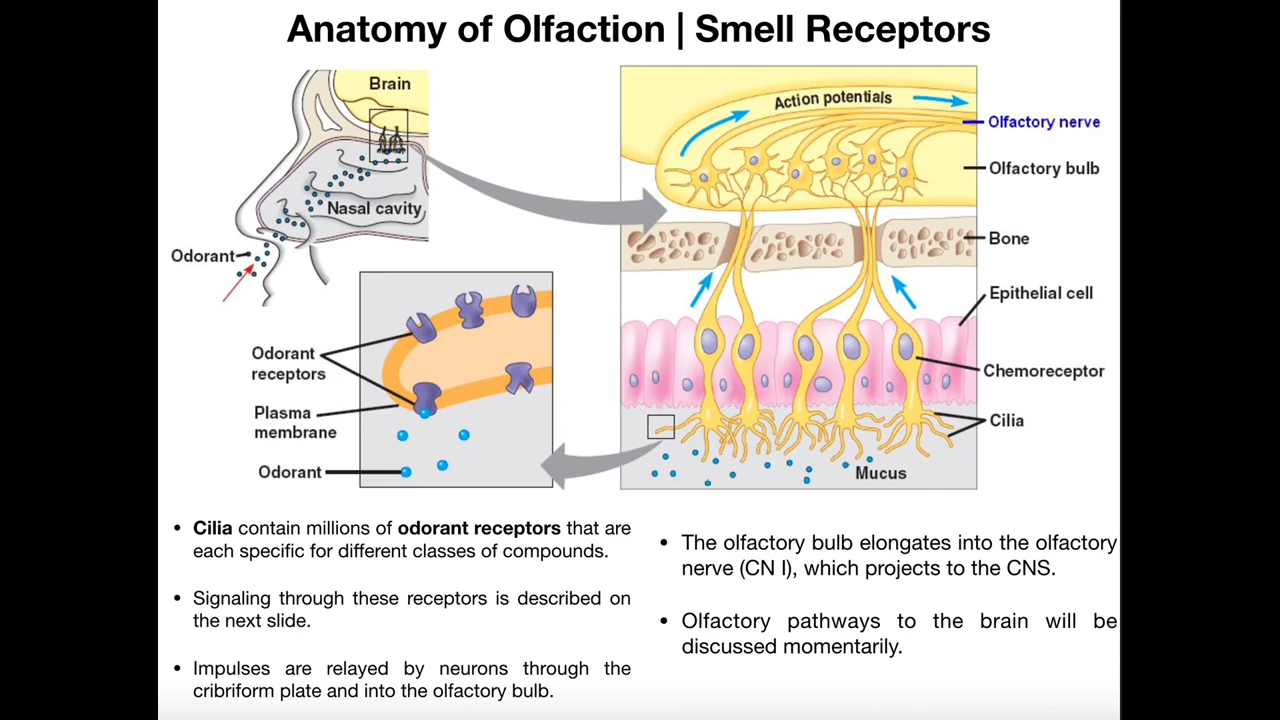 Anatomy of Olfaction | Smell Receptors
Brain
Nasal cavity
Odorant
Action potentials
Olfactory nerve
Olfactory bulb
Bone
Epithelial cell
Chemoreceptor
Cilia
Mucus
Odorant
receptors
Plasma
membrane
Odorant
• Cilia contain millions of odorant receptors that are
each specific for different classes of compounds.
• Signaling through these receptors is described on
the next slide.
• Impulses are relayed by neurons through the
cribriform plate and into the olfactory bulb.
• The olfactory bulb elongates into the olfactory
nerve (CN I), which projects to the CNS.
• Olfactory pathways to the brain will be
discussed momentarily.